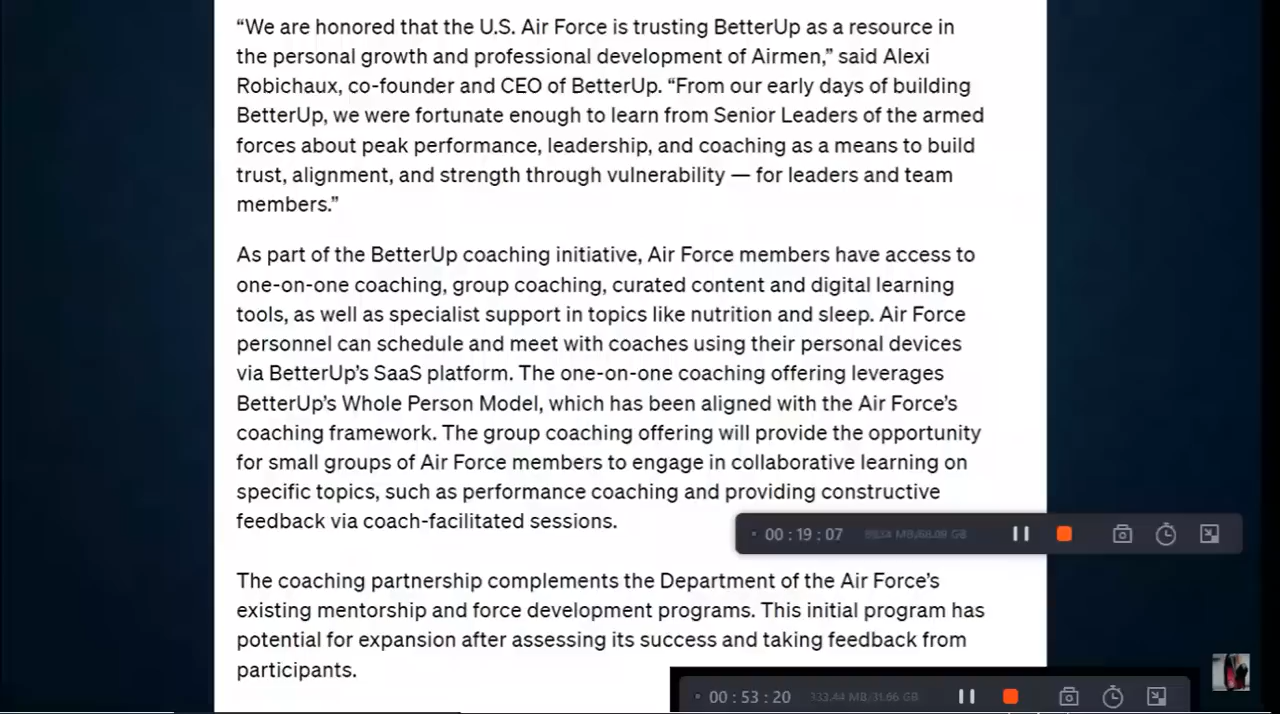 “We are honored that the U.S. Air Force is trusting BetterUp as a resource in
the personal growth and professional development of Airmen,” said Alexi
Robichaux, co-founder and CEO of BetterUp. “From our early days of building
BetterUp, we were fortunate enough to learn from Senior Leaders of the armed
forces about peak performance, leadership, and coaching as a means to build
trust, alignment, and strength through vulnerability — for leaders and team
members.”
As part of the BetterUp coaching initiative, Air Force members have access to
one-on-one coaching, group coaching, curated content and digital learning
tools, as well as specialist support in topics like nutrition and sleep. Air Force
personnel can schedule and meet with coaches using their personal devices
via BetterUp’s SaaS platform. The one-on-one coaching offering leverages
BetterUp’s Whole Person Model, which has been aligned with the Air Force’s
coaching framework. The group coaching offering will provide the opportunity
for small groups of Air Force members to engage in collaborative learning on
specific topics, such as performance coaching and providing constructive
feedback via coach-facilitated sessions.
00 : 19 : 07
The coaching partnership complements the Department of the Air Force’s
existing mentorship and force development programs. This initial program has
potential for expansion after assessing its success and taking feedback from
participants.
00 : 53 : 20 333.44 MB/31.66 GB